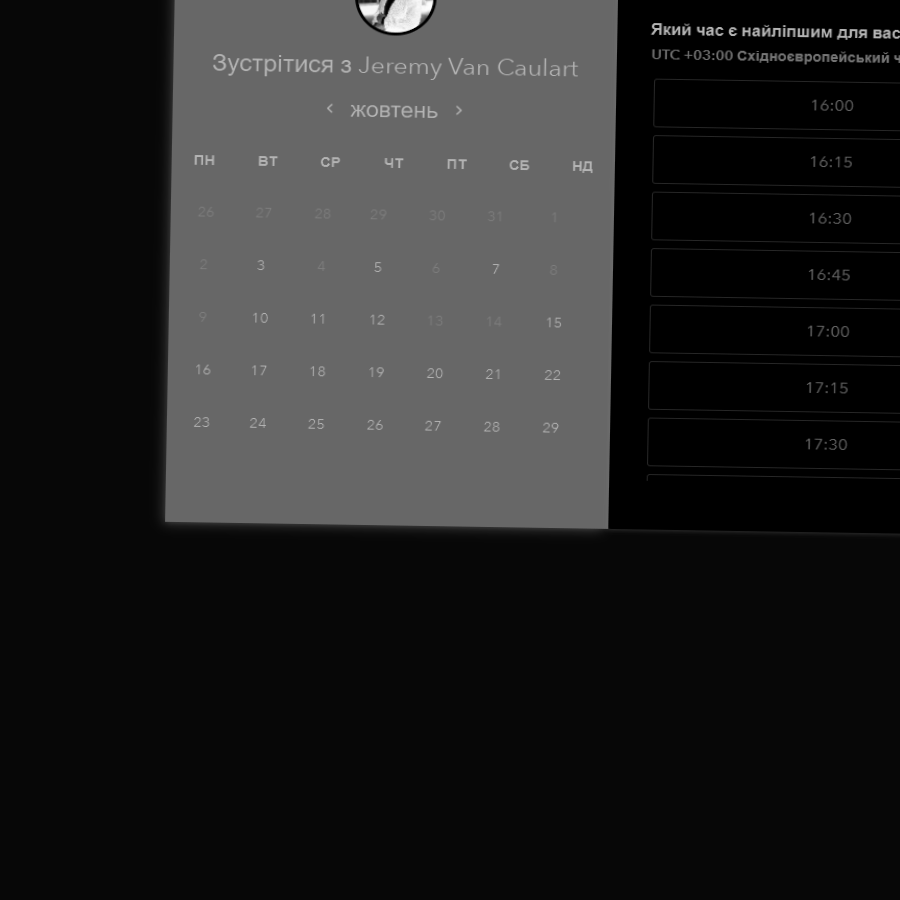 Зустрітися з Jeremy Van Caulart
‹ жовтень ›
ПН ВТ СР ЧТ ПТ СБ НД
26 27 28 29 30 31 1
2 3 4 5 6 7 8
9 10 11 12 13 14 15
16 17 18 19 20 21 22
23 24 25 26 27 28 29
Який час є найліпшим для вас
UTC +03:00 Східноєвропейський
16:00
16:15
16:30
16:45
17:00
17:15
17:30